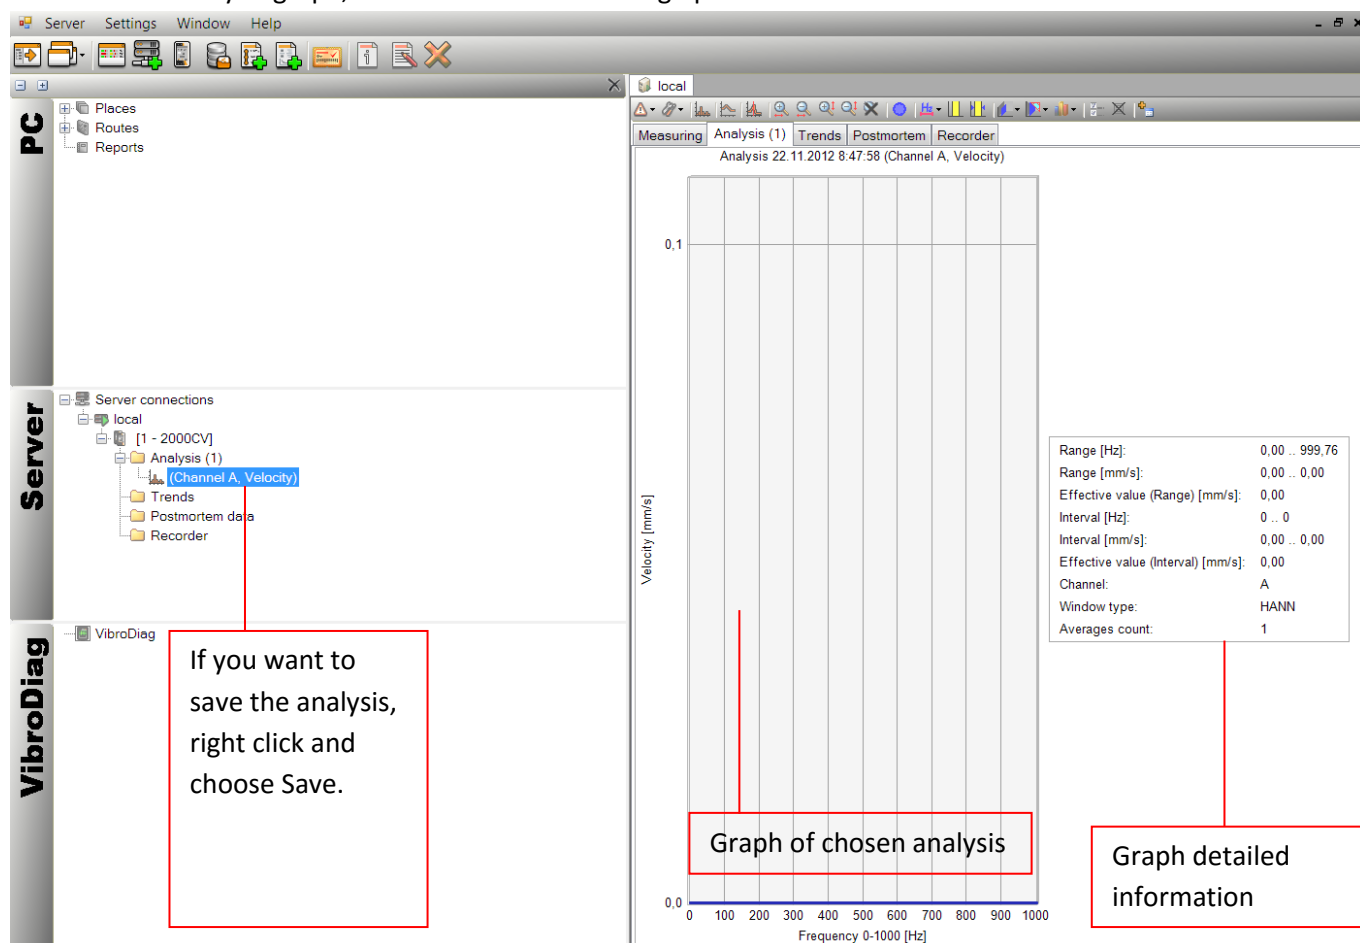 Server Settings Window Help
PC
Places
Routes
Reports
Server
Server connections
local
[1 - 2000CV]
Analysis (1)
(Channel A, Velocity)
Trends
Postmortem data
Recorder
VibroDiag
VibroDiag
If you want to
save the analysis,
right click and
choose Save.
local
Measuring Analysis (1) Trends Postmortem Recorder
Analysis 22.11.2012 8:47:58 (Channel A, Velocity)
0,1
Velocity [mm/s]
0,0
0 100 200 300 400 500 600 700 800 900 1000
Frequency 0-1000 [Hz]
Graph of chosen analysis
Range [Hz]: 0,00 .. 999,76
Range [mm/s]: 0,00 .. 0,00
Effective value (Range) [mm/s]: 0,00
Interval [Hz]: 0 .. 0
Interval [mm/s]: 0,00 .. 0,00
Effective value (Interval) [mm/s]: 0,00
Channel: A
Window type: HANN
Averages count: 1
Graph detailed
information